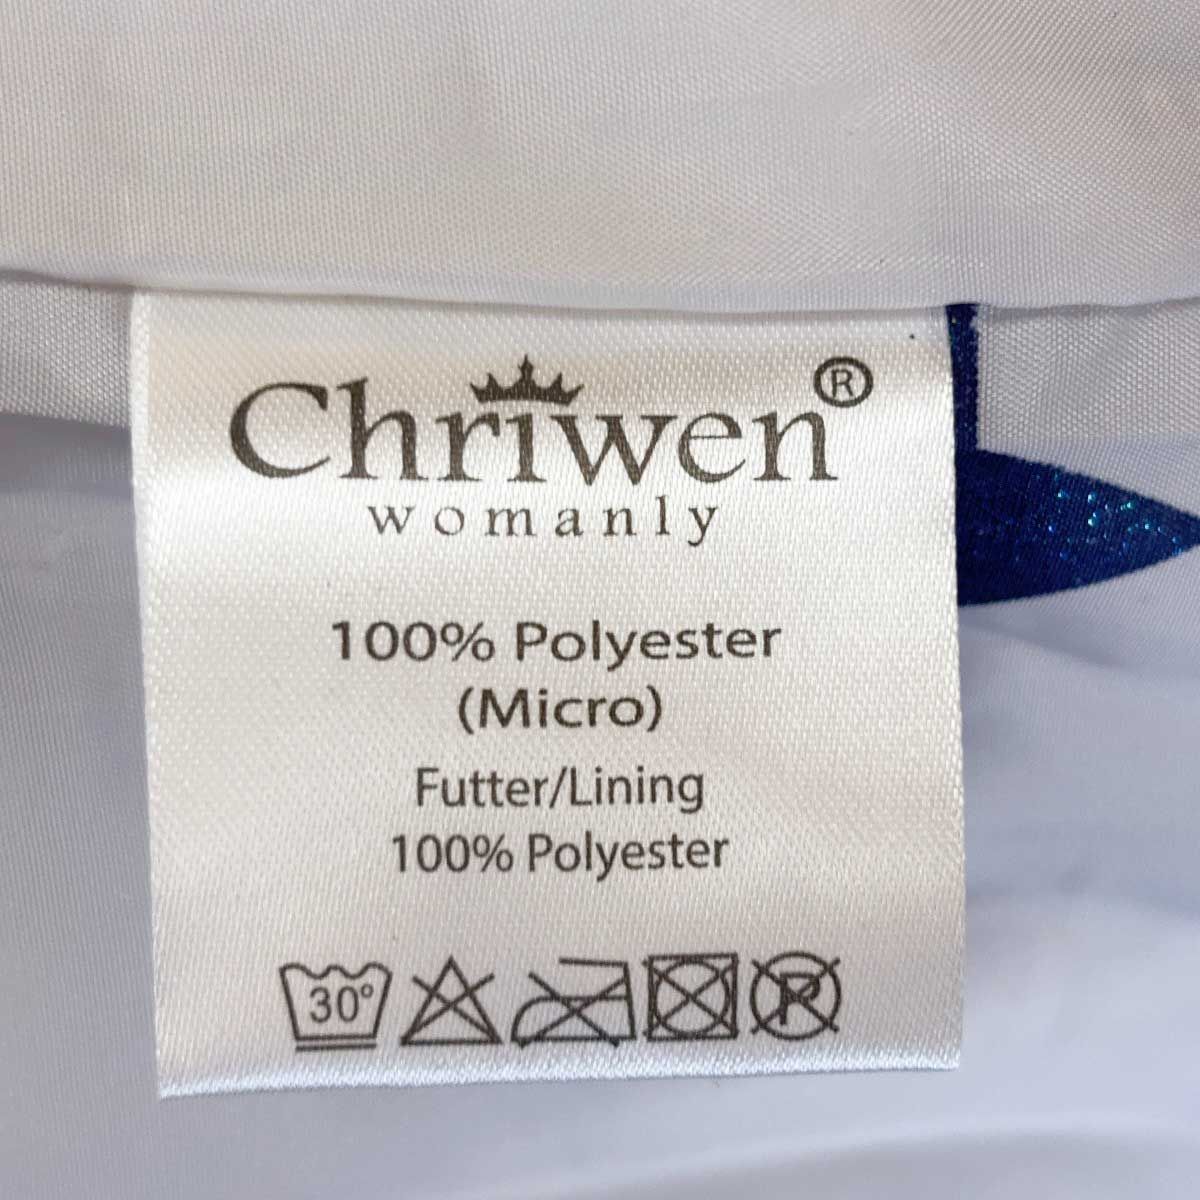 Chriwen®
womanly
100% Polyester
(Micro)
Futter/Lining
100% Polyester
30° P